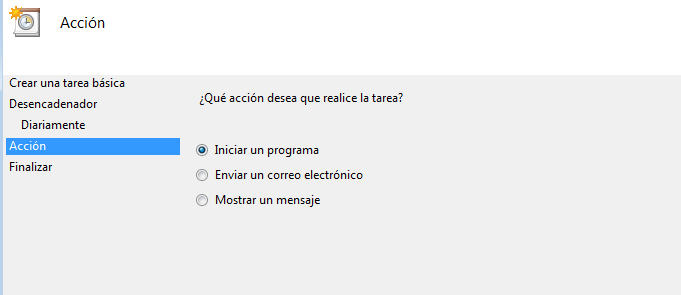 Acción
Crear una tarea básica
Desencadenador
Diariamente
Acción
Finalizar
¿Qué acción desea que realice la tarea?
Iniciar un programa
Enviar un correo electrónico
Mostrar un mensaje